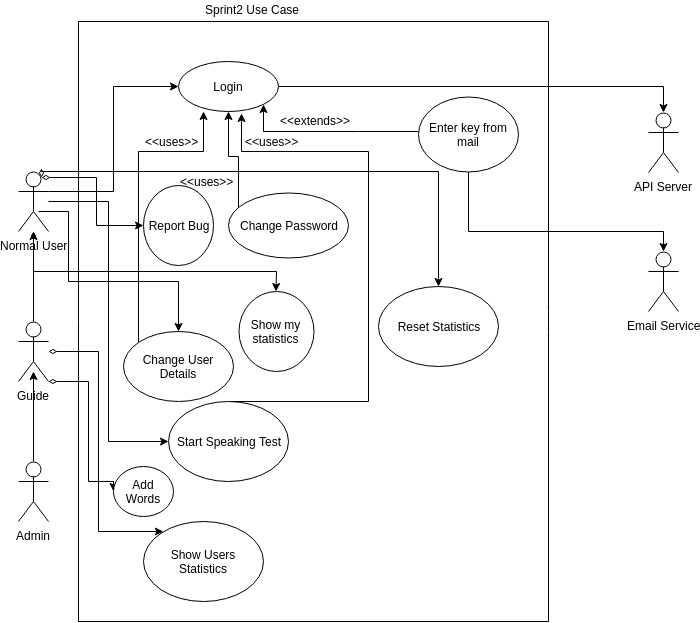 Sprint2 Use Case
Login
<<extends>>
Enter key from
mail
<<uses>>
<<uses>>
API Server
<<uses>>
Report Bug
Change Password
Normal User
Email Service
Show my
statistics
Reset Statistics
Change User
Details
Guide
Start Speaking Test
Add
Words
Admin
Show Users
Statistics